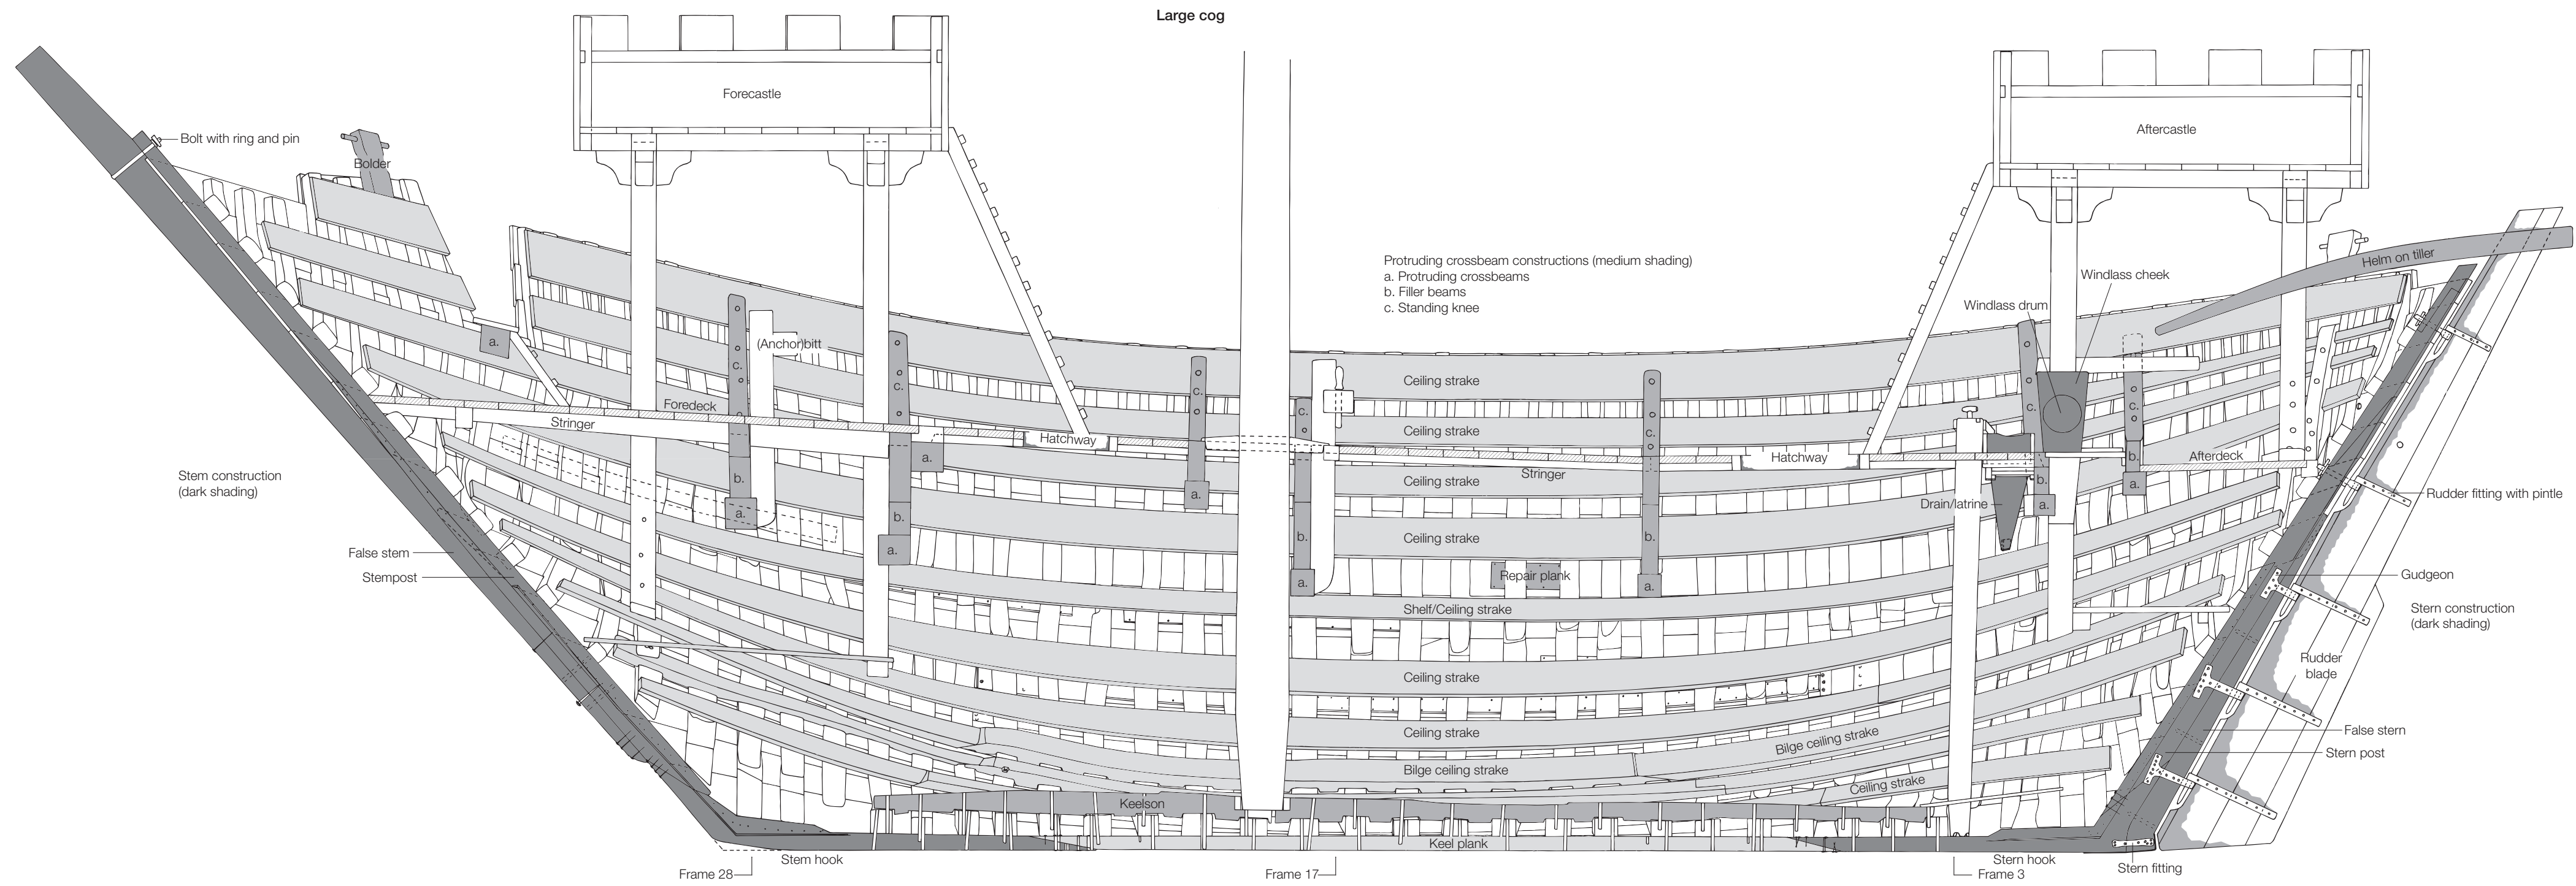 Large cog
Forecastle
Aftercastle
Bolt with ring and pin
Bolder
Protruding crossbeam constructions (medium shading)
a. Protruding crossbeams
b. Filler beams
c. Standing knee
Helm on tiller
Windlass cheek
Windlass drum
a.
(Anchor)bitt
c.
c.
c.
c.
c.
c.
c.
Ceiling strake
Foredeck
Stringer
Ceiling strake
Hatchway
Hatchway
Afterdeck
Stringer
a.
b.
b.
b.
a.
Stem construction
(dark shading)
Ceiling strake
a.
a.
Rudder fitting with pintle
Drain/latrine
a.
b.
a.
Ceiling strake
b.
b.
False stem
Stempost
Repair plank
a.
a.
Gudgeon
Shelf/Ceiling strake
Stern construction
(dark shading)
Ceiling strake
Rudder
blade
Ceiling strake
Bilge ceiling strake
False stern
Stern post
Bilge ceiling strake
Ceiling strake
Keelson
Keel plank
Stem hook
Stern hook
Stern fitting
Frame 28
Frame 17
Frame 3